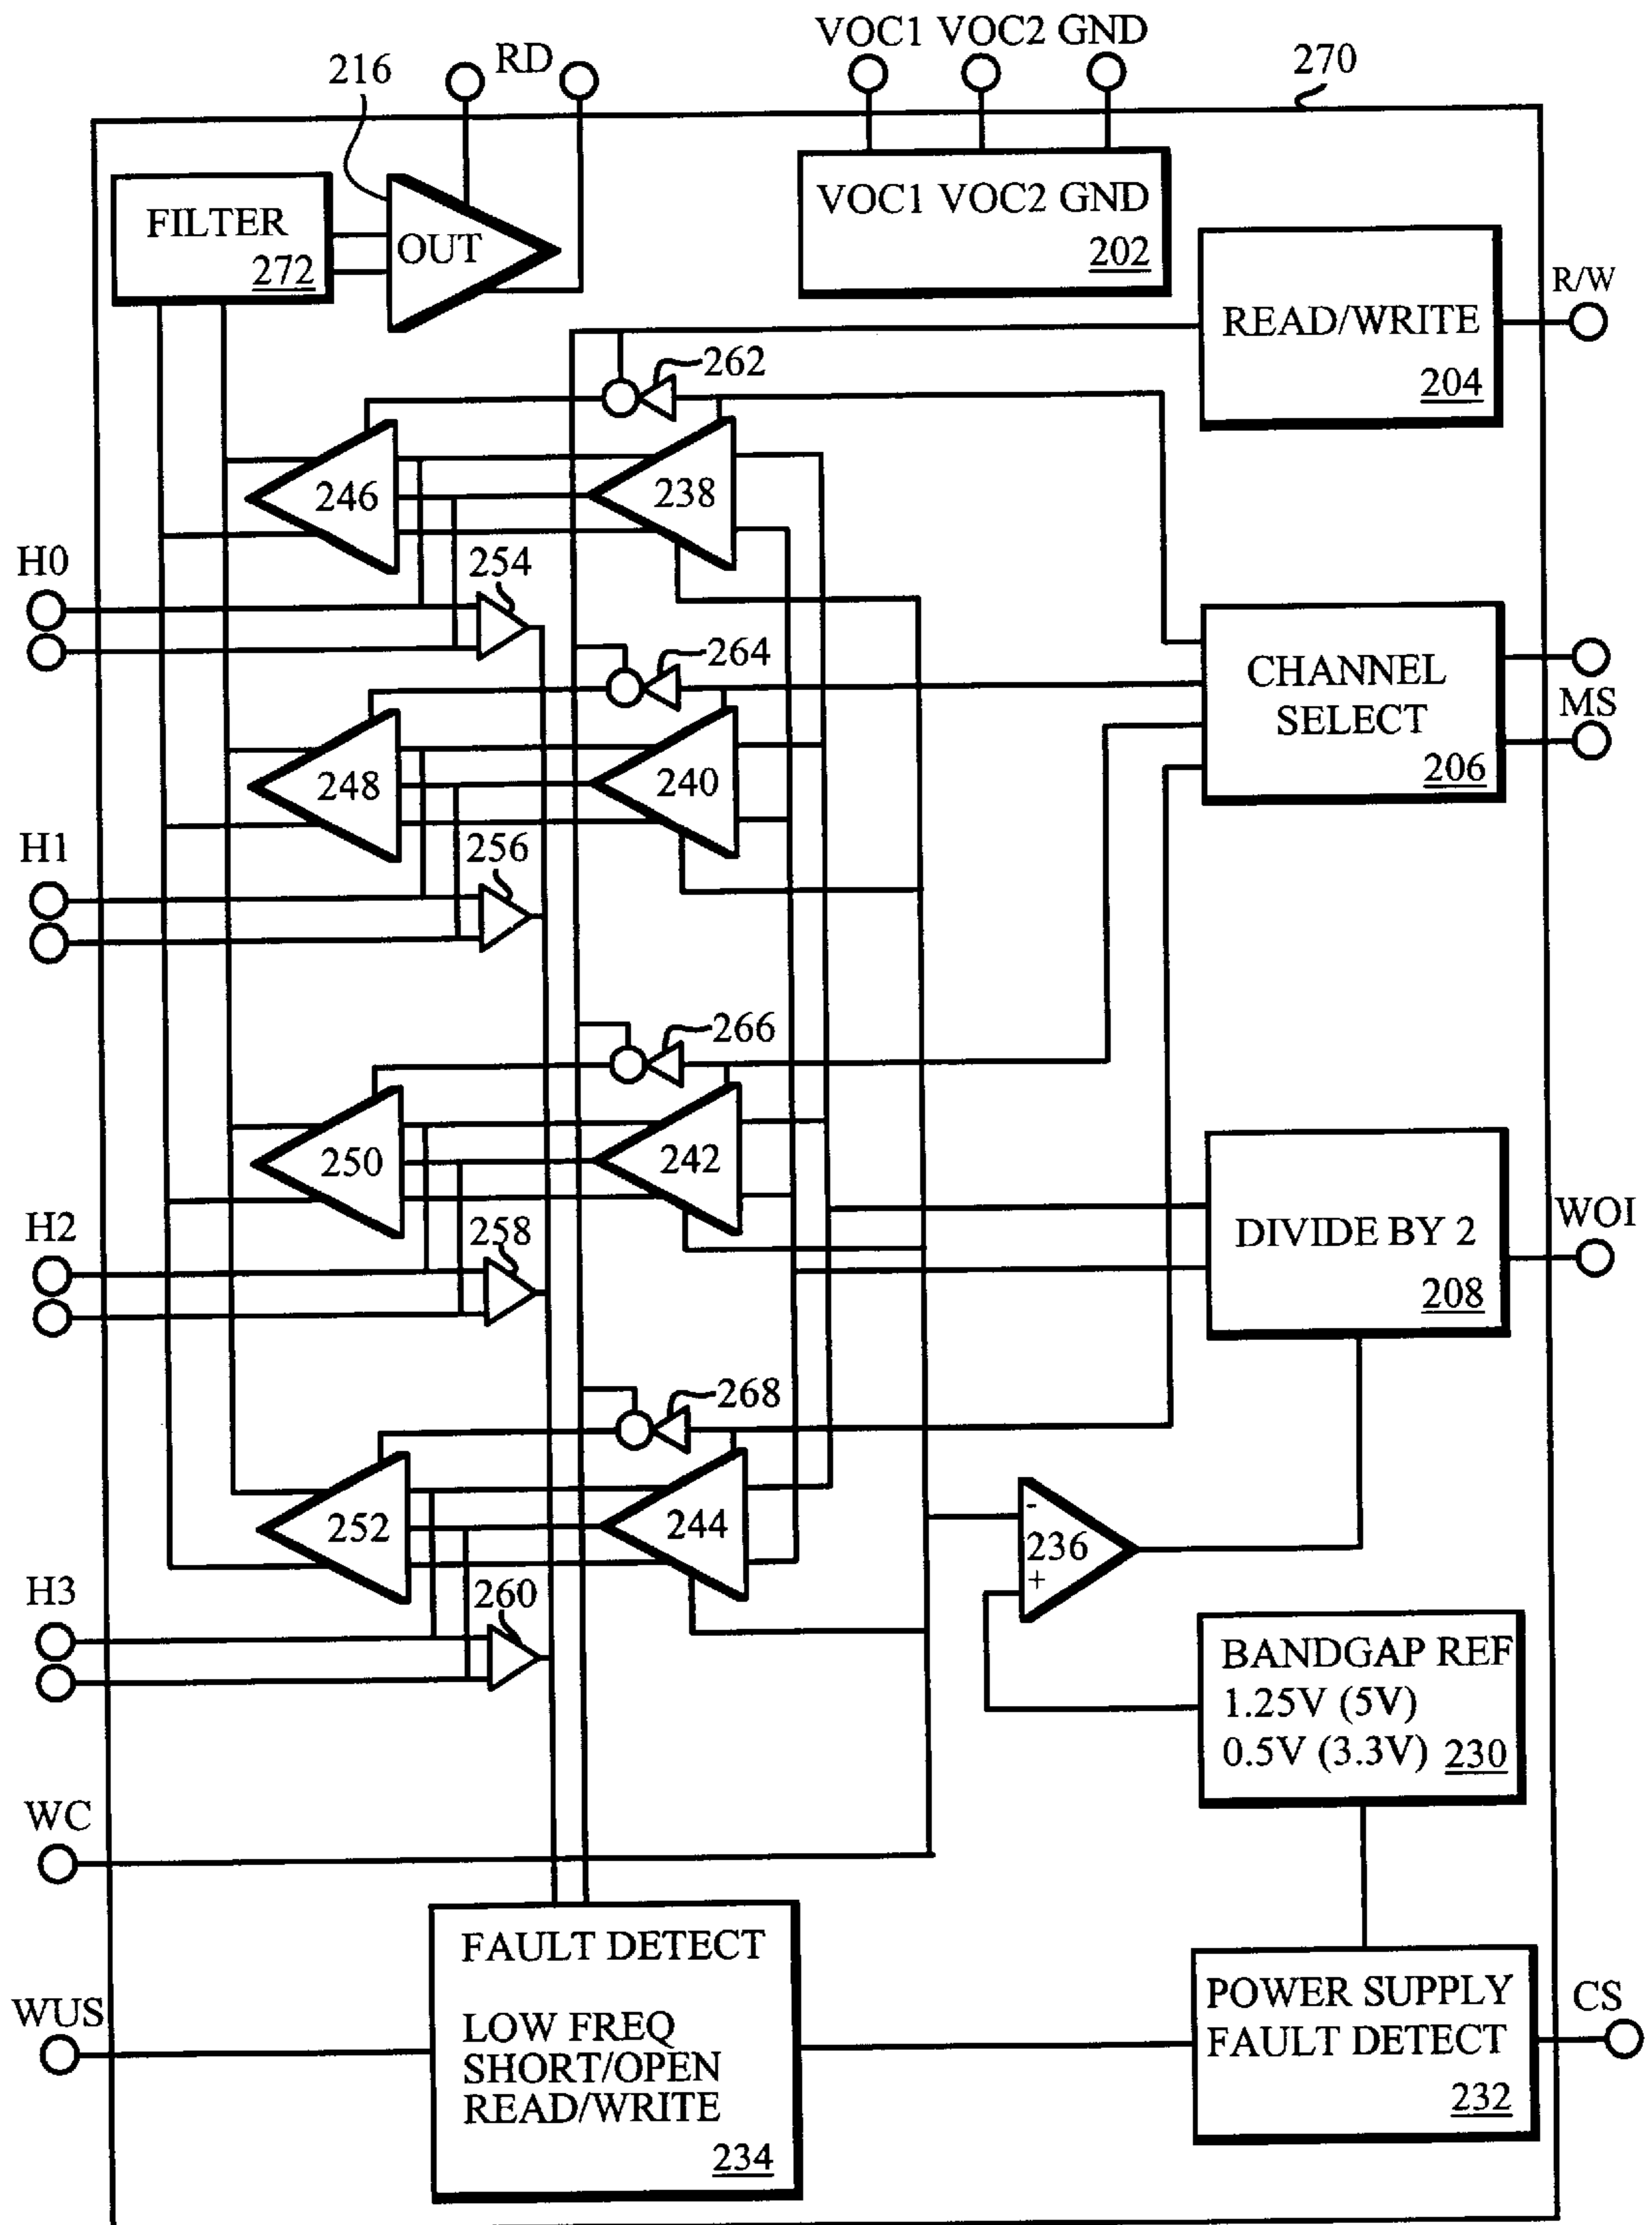 VOC1 VOC2 GND
RD
216
270
VOC1 VOC2 GND
202
FILTER
272
OUT
READ/WRITE
204
R/W
262
246
238
H0
254
264
CHANNEL
SELECT
206
MS
248
240
H1
256
266
250
242
H2
258
DIVIDE BY 2
208
WOI
268
252
244
-
236
+
H3
260
BANDGAP REF
1.25V (5V)
0.5V (3.3V) 230
WC
FAULT DETECT
LOW FREQ
SHORT/OPEN
READ/WRITE
234
WUS
POWER SUPPLY
FAULT DETECT
232
CS